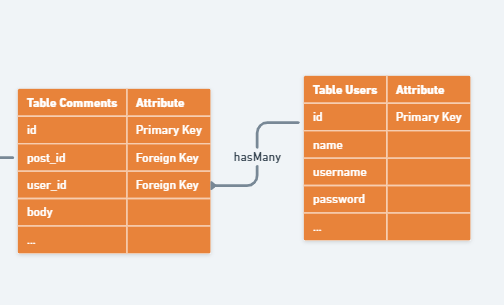 Table Comments Attribute
id Primary Key
post_id Foreign Key
user_id Foreign Key
body
...
hasMany
Table Users Attribute
id Primary Key
name
username
password
...